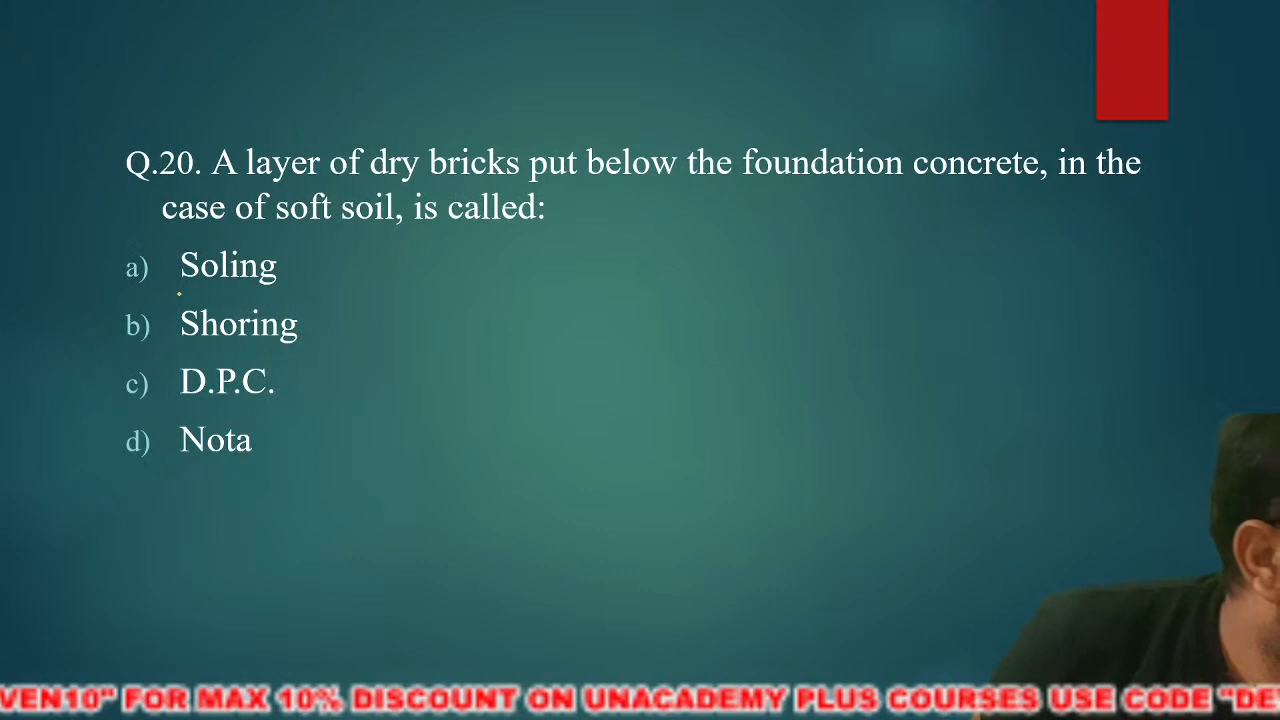 Q.20. A layer of dry bricks put below the foundation concrete, in the
case of soft soil, is called:
a) Soling
b) Shoring
c) D.P.C.
d) Nota
VEN10" FOR MAX 10% DISCOUNT ON UNACADEMY PLUS COURSES USE CODE "DE